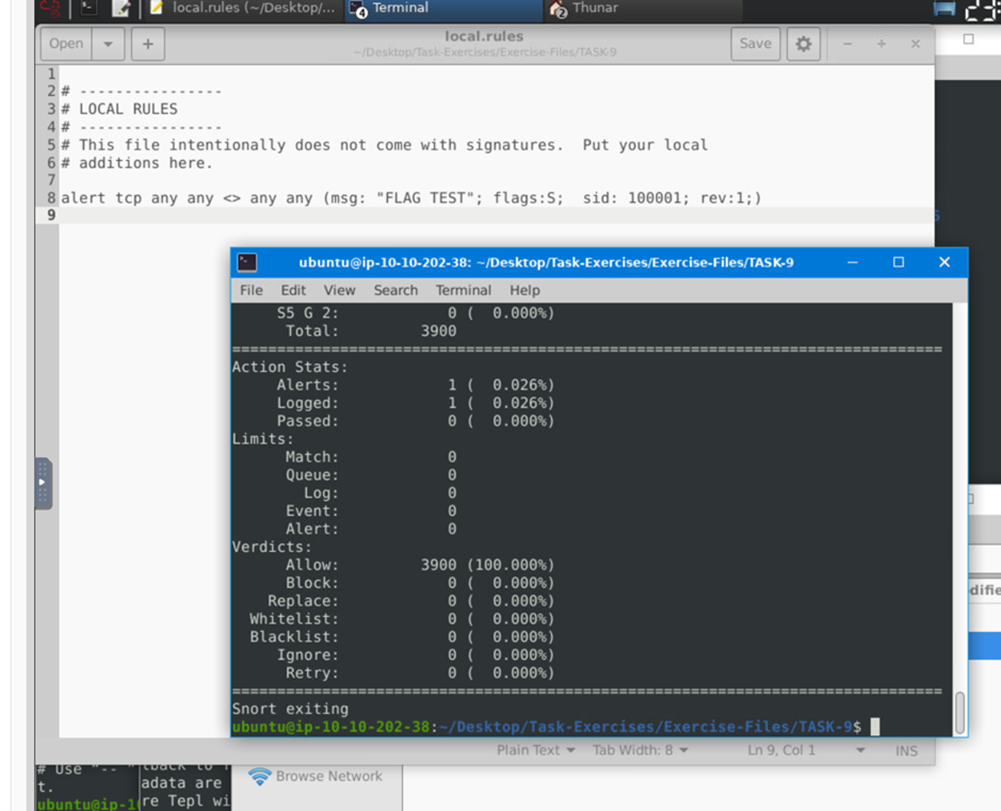 local.rules (~/Desktop/...
Terminal
4
Thunar
2
Open
local.rules
~/Desktop/Task-Exercises/Exercise-Files/TASK-9
Save
1
2 # ----------------
3 # LOCAL RULES
4 # ----------------
5 # This file intentionally does not come with signatures.  Put your local
6 # additions here.
7
8 alert tcp any any <> any any (msg: "FLAG TEST"; flags:S;  sid: 100001; rev:1;)
9
ubuntu@ip-10-10-202-38: ~/Desktop/Task-Exercises/Exercise-Files/TASK-9
File Edit View Search Terminal Help
S5 G 2: 0 ( 0.000%)
Total: 3900
===============================================================================
Action Stats:
Alerts: 1 ( 0.026%)
Logged: 1 ( 0.026%)
Passed: 0 ( 0.000%)
Limits:
Match: 0
Queue: 0
Log: 0
Event: 0
Alert: 0
Verdicts:
Allow: 3900 (100.000%)
Block: 0 ( 0.000%)
Replace: 0 ( 0.000%)
Whitelist: 0 ( 0.000%)
Blacklist: 0 ( 0.000%)
Ignore: 0 ( 0.000%)
Retry: 0 ( 0.000%)
===============================================================================
Snort exiting
ubuntu@ip-10-10-202-38:~/Desktop/Task-Exercises/Exercise-Files/TASK-9$
Plain Text Tab Width: 8 Ln 9, Col 1 INS
# Use "--
t.
ubuntu@ip-1
adata are
re Tepl wi
Browse Network